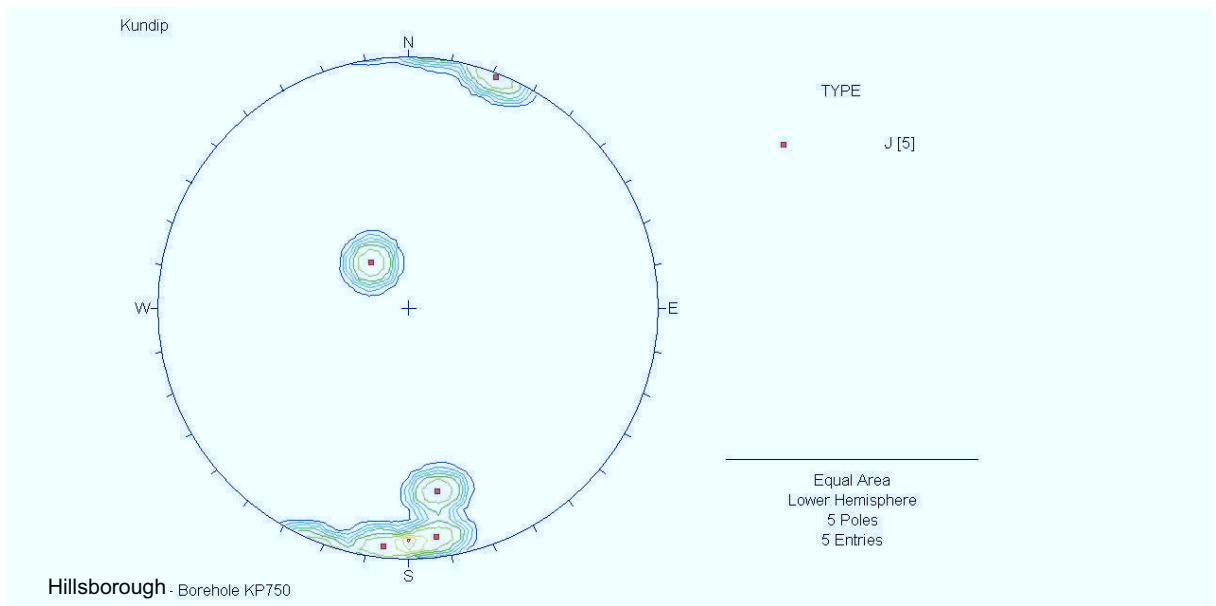 Kundip
N
TYPE
J [5]
W
E
Equal Area
Lower Hemisphere
5 Poles
5 Entries
S
Hillsborough - Borehole KP750